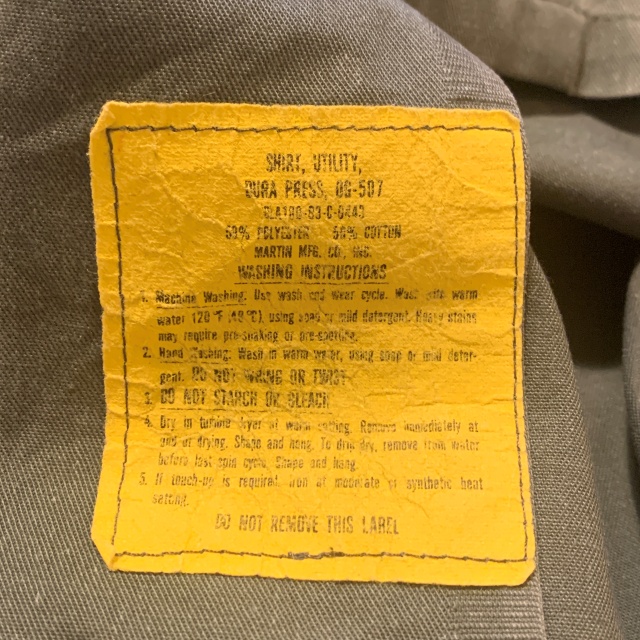 SHIRT, UTILITY,
DURA PRESS, OG-507
50% POLYESTER 50% COTTON
MARTIN MFG. CO., INC.
WASHING INSTRUCTIONS
1. Machine Washing. Use wash and wear cycle. Wash with warm
water 120°F (49°C), using soap or mild detergent. Heavy stains
may require pre-soaking or pre-spotting.
2. Hand Washing: Wash in warm water, using soap or mild deter-
gent. DO NOT WRING OR TWIST
3. DO NOT STARCH OR BLEACH
4. Dry in tumble dryer at warm setting. Remove immediately at
end of drying. Shape and hang. To drip dry, remove from water
before last spin cycle. Shape and hang.
5. If touch-up is required, iron at moderate or synthetic heat
setting.
DO NOT REMOVE THIS LABEL